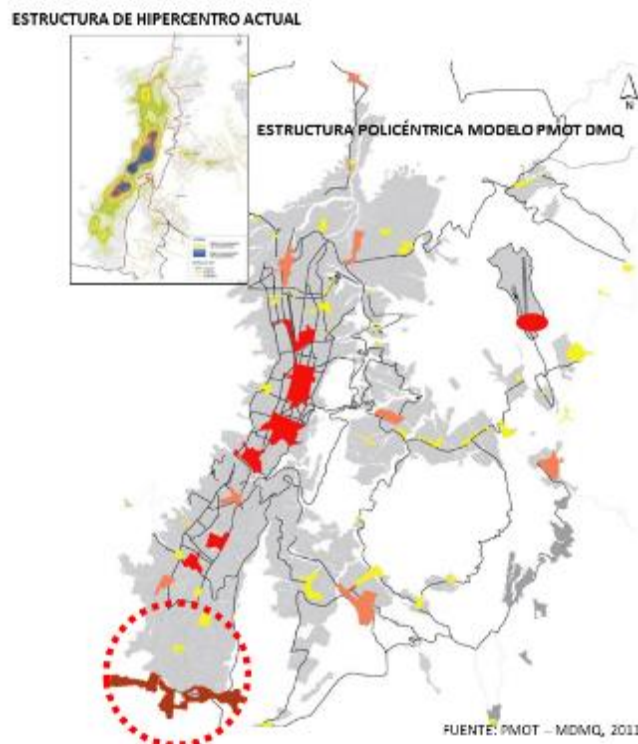 ESTRUCTURA DE HIPERCENTRO ACTUAL
N
ESTRUCTURA POLICÉNTRICA MODELO PMOT DMQ
FUENTE: PMOT – MDMQ, 2011